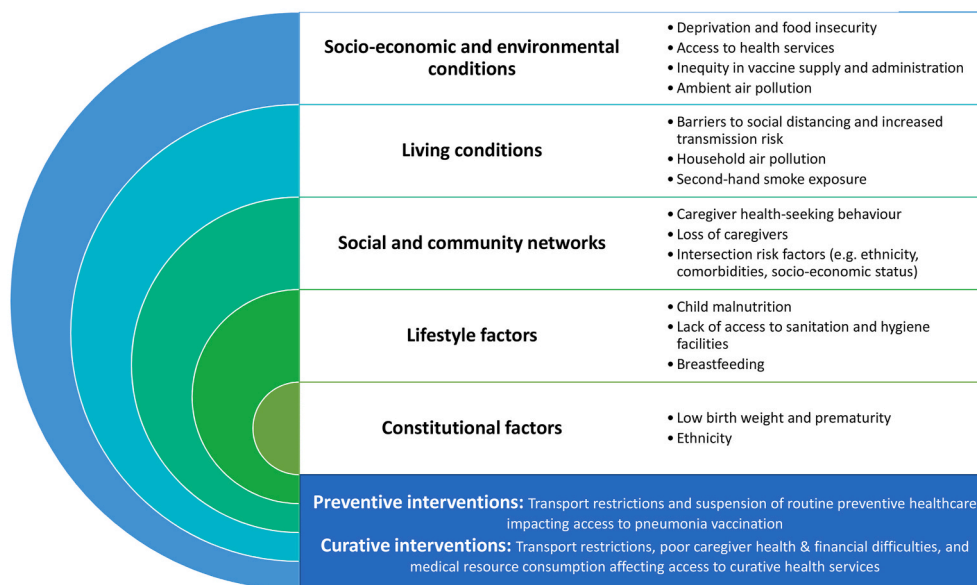 Socio-economic and environmental
conditions
• Deprivation and food insecurity
• Access to health services
• Inequity in vaccine supply and administration
• Ambient air pollution
Living conditions
• Barriers to social distancing and increased
transmission risk
• Household air pollution
• Second-hand smoke exposure
Social and community networks
• Caregiver health-seeking behaviour
• Loss of caregivers
• Intersection risk factors (e.g. ethnicity,
comorbidities, socio-economic status)
Lifestyle factors
• Child malnutrition
• Lack of access to sanitation and hygiene
facilities
• Breastfeeding
Constitutional factors
• Low birth weight and prematurity
• Ethnicity
Preventive interventions: Transport restrictions and suspension of routine preventive healthcare
impacting access to pneumonia vaccination
Curative interventions: Transport restrictions, poor caregiver health & financial difficulties, and
medical resource consumption affecting access to curative health services